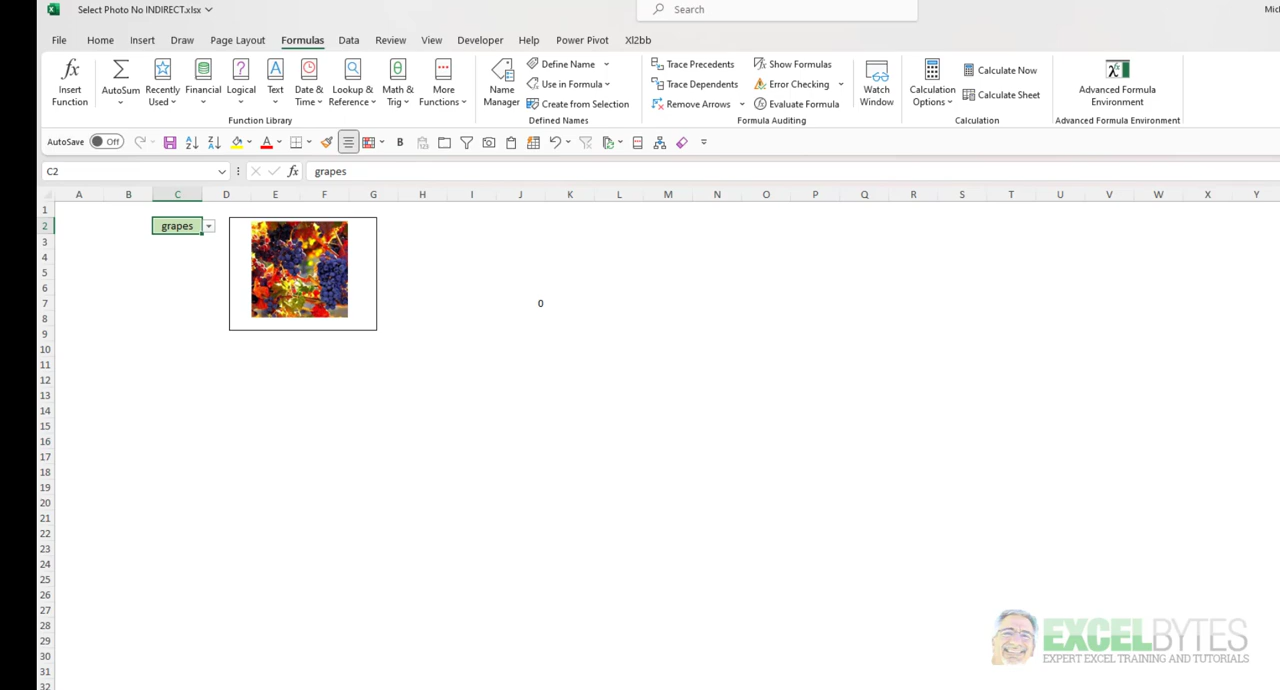 Select Photo No INDIRECT.xlsx
Search
Mic
File Home Insert Draw Page Layout Formulas Data Review View Developer Help Power Pivot Xl2bb
Insert Function
AutoSum
Recently Used
Financial
Logical
Text
Date & Time
Lookup & Reference
Math & Trig
More Functions
Function Library
Name Manager
Define Name
Use in Formula
Create from Selection
Defined Names
Trace Precedents
Trace Dependents
Remove Arrows
Show Formulas
Error Checking
Evaluate Formula
Formula Auditing
Watch Window
Calculation Options
Calculate Now
Calculate Sheet
Calculation
Advanced Formula Environment
Advanced Formula Environment
AutoSave Off
C2 fx grapes
A B C D E F G H I J K L M N O P Q R S T U V W X Y
1
2 grapes
3
4
5
6
7 0
8
9
10
11
12
13
14
15
16
17
18
19
20
21
22
23
24
25
26
27
28
29
30
31
32
EXCELBYTES
EXPERT EXCEL TRAINING AND TUTORIALS